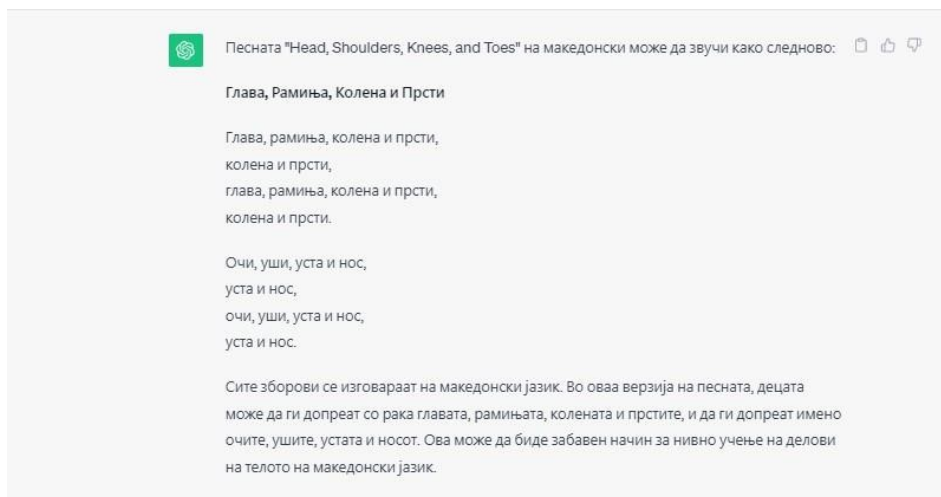 Песната "Head, Shoulders, Knees, and Toes" на македонски може да звучи како следново:
Глава, Рамиња, Колена и Прсти
Глава, рамиња, колена и прсти,
колена и прсти,
глава, рамиња, колена и прсти,
колена и прсти.
Очи, уши, уста и нос,
уста и нос,
очи, уши, уста и нос,
уста и нос.
Сите зборови се изговараат на македонски јазик. Во оваа верзија на песната, децата
може да ги допреат со рака главата, рамињата, колената и прстите, и да ги допреат имено
очите, ушите, устата и носот. Ова може да биде забавен начин за нивно учење на делови
на телото на македонски јазик.